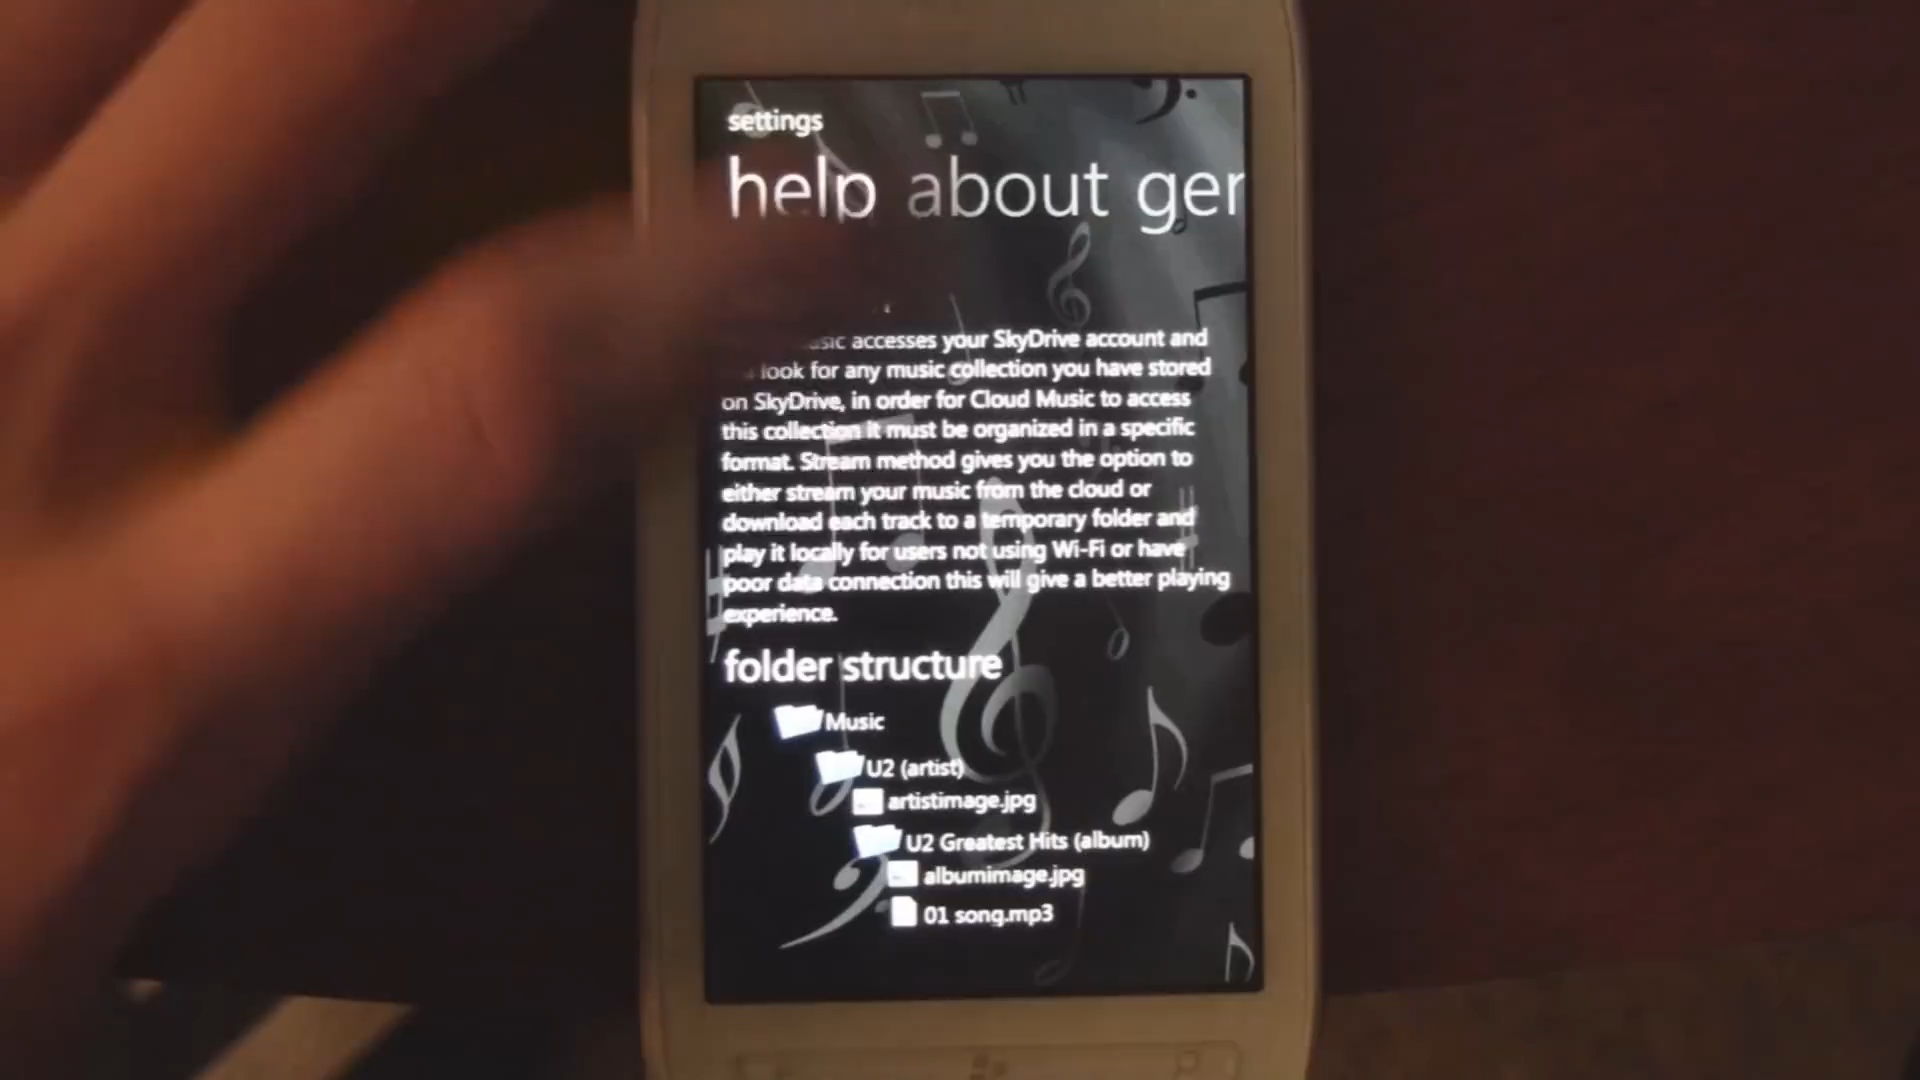 settings
help about ger
accesses your SkyDrive account and
look for any music collection you have stored
on SkyDrive, in order for Cloud Music to access
this collection it must be organized in a specific
format. Stream method gives you the option to
either stream your music from the cloud or
download each track to a temporary folder and
play it locally for users not using Wi-Fi or have
poor data connection this will give a better playing
experience.
folder structure
Music
U2 (artist)
artistimage.jpg
U2 Greatest Hits (album)
albumimage.jpg
01 song.mp3